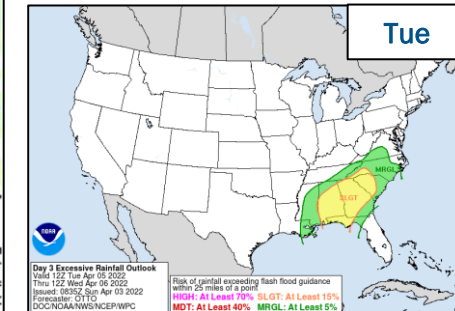 Tue
MRGL
SLGT
NOAA
Day 3 Excessive Rainfall Outlook
Valid 12Z Tue Apr 05 2022
Thru 12Z Wed Apr 06 2022
Issued: 0835Z Sun Apr 03 2022
Forecaster: OTTO
DOC/NOAA/NWS/NCEP/WPC
Risk of rainfall exceeding flash flood guidance
within 25 miles of a point
HIGH: At Least 70% SLGT: At Least 15%
MDT: At Least 40% MRGL: At Least 5%